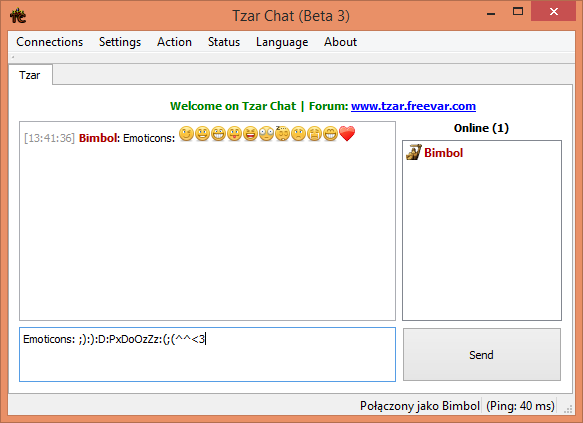 Tzar Chat (Beta 3)
Connections Settings Action Status Language About
Tzar
Welcome on Tzar Chat | Forum: www.tzar.freevar.com
Online (1)
[13:41:36] Bimbol: Emoticons:
Bimbol
Emoticons: ;):):D:PxDoOzZz:(;(^^<3
Send
Połączony jako Bimbol (Ping: 40 ms)